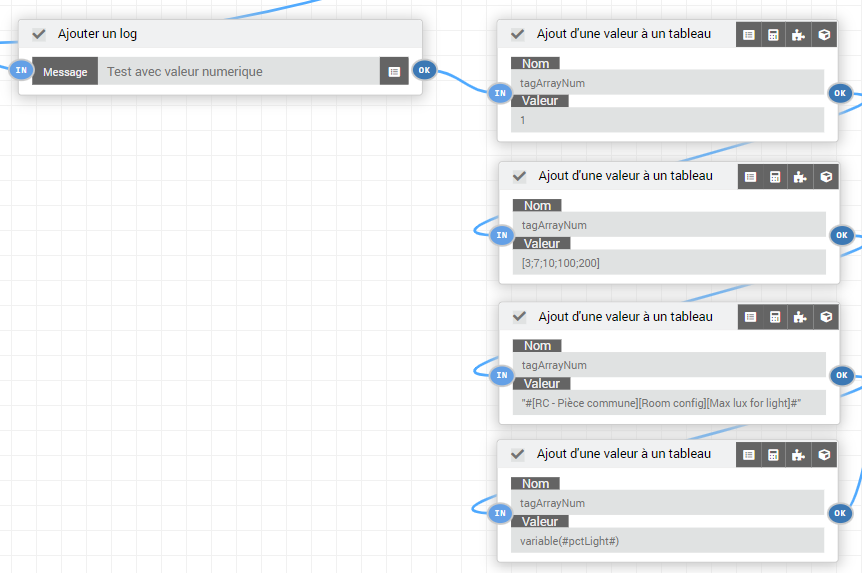 Ajouter un log
IN
Message
Test avec valeur numerique
OK
Ajout d'une valeur à un tableau
Nom
tagArrayNum
IN
OK
Valeur
1
Ajout d'une valeur à un tableau
Nom
tagArrayNum
IN
OK
Valeur
[3;7;10;100;200]
Ajout d'une valeur à un tableau
Nom
tagArrayNum
IN
OK
Valeur
"#[RC - Pièce commune][Room config][Max lux for light]#"
Ajout d'une valeur à un tableau
Nom
tagArrayNum
IN
OK
Valeur
variable(#pctLight#)